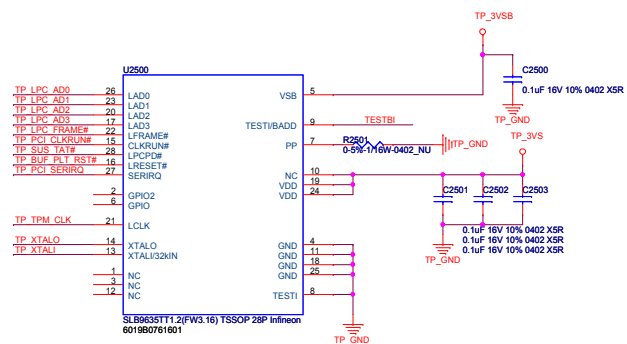 TP_3VSB
U2500
C2500
0.1uF 16V 10% 0402 X5R
TP_GND
TP_LPC_AD0 26 LAD0 VSB 5
TP_LPC_AD1 23 LAD1
TP_LPC_AD2 20 LAD2
TP_LPC_AD3 17 LAD3 TESTI/BADD 9 TESTBI
TP_LPC_FRAME# 22 LFRAME#
TP_PCI_CLKRUN# 15 CLKRUN# PP 7 R2501 TP_GND
TP_SUS_TAT# 28 LPCPD# 0-5%-1/16W-0402_NU
TP_BUF_PLT_RST# 16 LRESET#
TP_PCI_SERIRQ 27 SERIRQ
TP_3VS
NC 10
VDD 19
2 GPIO2 VDD 24
6 GPIO
C2501 C2502 C2503
TP_TPM_CLK 21 LCLK
0.1uF 16V 10% 0402 X5R
0.1uF 16V 10% 0402 X5R
0.1uF 16V 10% 0402 X5R
TP_GND
TP_XTALO 14 XTALO GND 4
TP_XTALI 13 XTALI/32kIN GND 11
GND 18
1 NC GND 25
3 NC
12 NC TESTI 8
SLB9635TT1.2(FW3.16) TSSOP 28P Infineon
6019B0761601
TP_GND